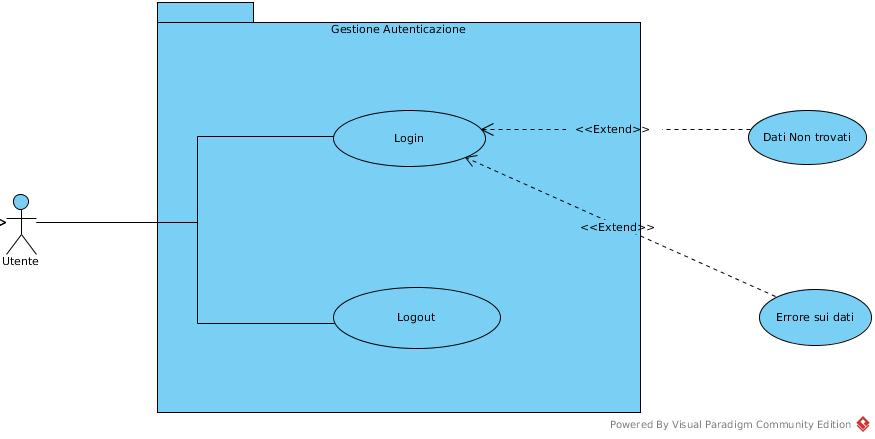 Gestione Autenticazione
Login
<<Extend>>
Dati Non trovati
<<Extend>>
Utente
Logout
Errore sui dati
Powered By Visual Paradigm Community Edition